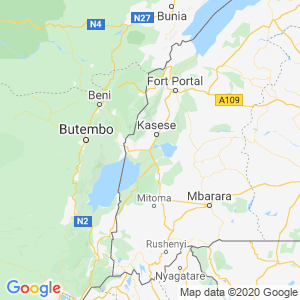 N27
Bunia
N4
Fort Portal
Beni
A109
Kasese
Butembo
Mitoma
Mbarara
N2
Rushenyi
Nyagatare
Google
Map data ©2020 Google